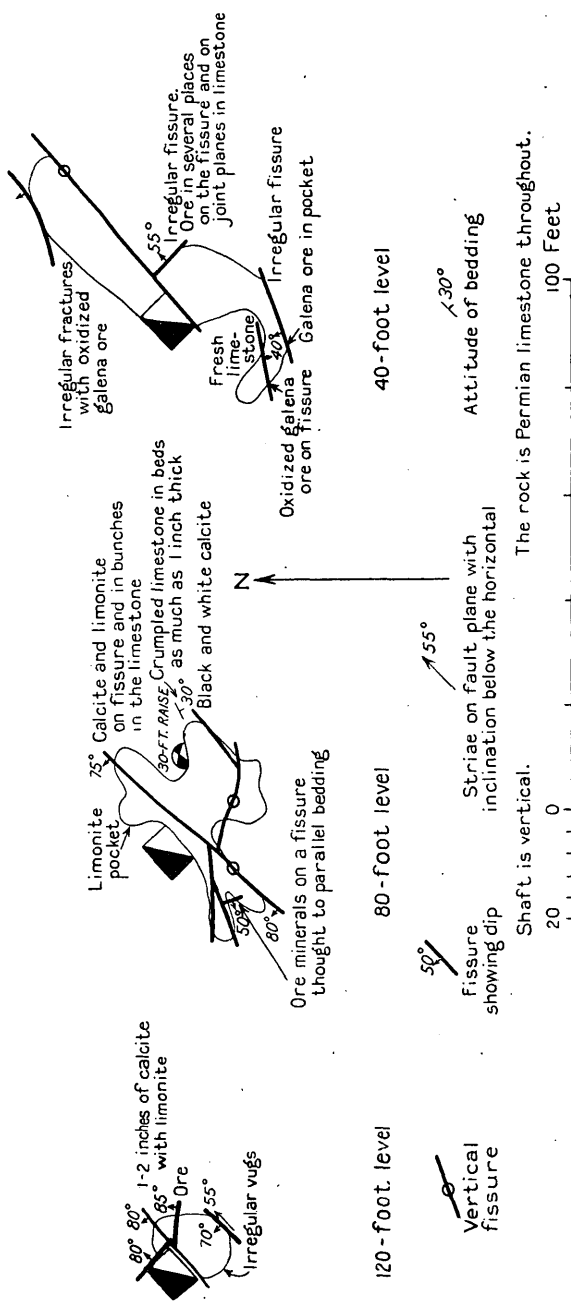 80°
80°
1-2 inches of calcite
with limonite
85°
Ore
70°
55°
Irregular vugs
120-foot level
Limonite
pocket
75°
Calcite and limonite
on fissure and in bunches
in the limestone
30-FT. RAISE
Crumpled limestone in beds
30°
as much as 1 inch thick
Black and white calcite
50°
80°
Ore minerals on a fissure
thought to parallel bedding
80-foot level
Irregular fractures
with oxidized
galena ore
55°
Irregular fissure.
Ore in several places
on the fissure and on
joint planes in limestone
Fresh
lime-
stone
40°
Irregular fissure
Galena ore in pocket
Oxidized galena
ore on fissure
40-foot level
N
Vertical
fissure
50°
Fissure
showing dip
55°
Striae on fault plane with
inclination below the horizontal
30°
Attitude of bedding
Shaft is vertical.
The rock is Permian limestone throughout.
20
0
100 Feet